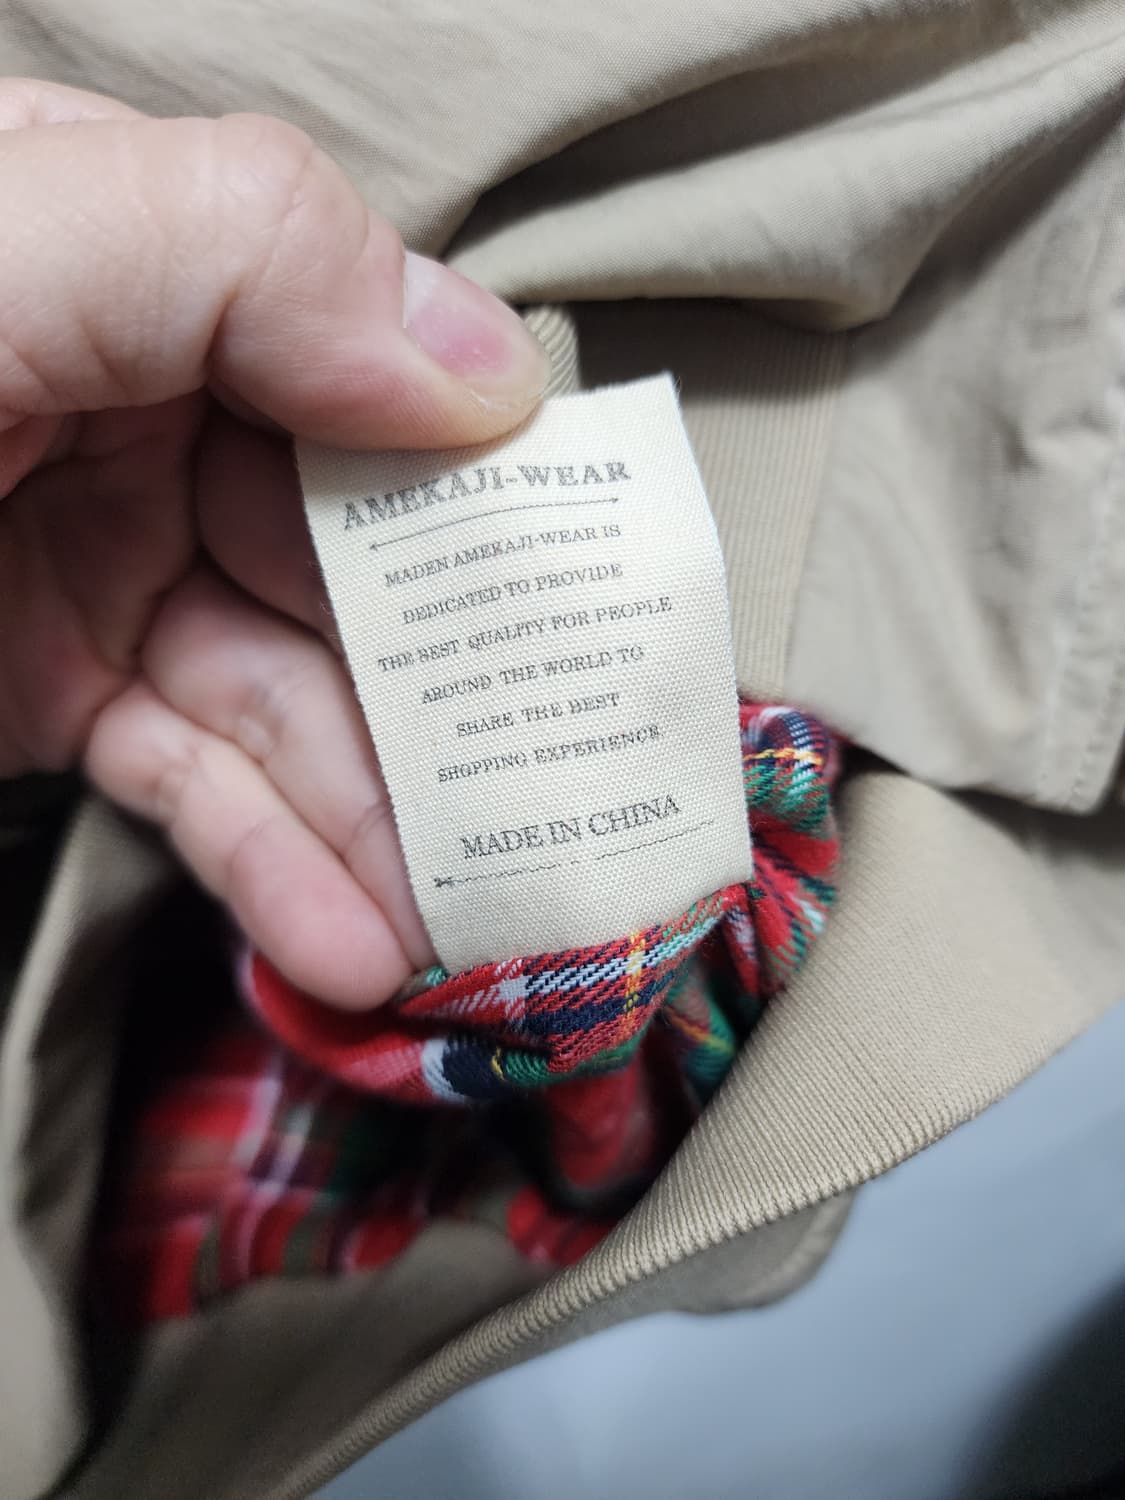 AMEKAJI-WEAR
MADEN AMEKAJI-WEAR IS
DEDICATED TO PROVIDE
THE BEST QUALITY FOR PEOPLE
AROUND THE WORLD TO
SHARE THE BEST
SHOPPING EXPERIENCE
MADE IN CHINA